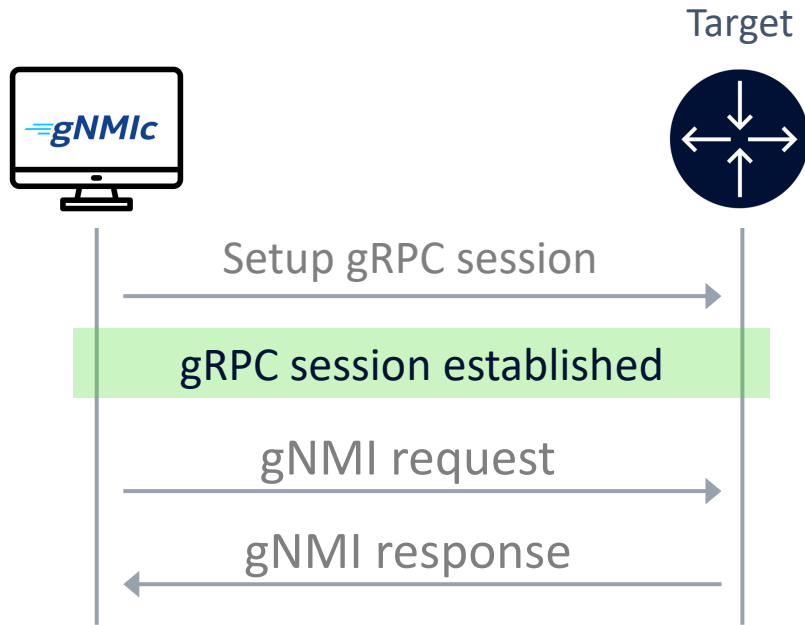 Target
gNMIc
Setup gRPC session
gRPC session established
gNMI request
gNMI response